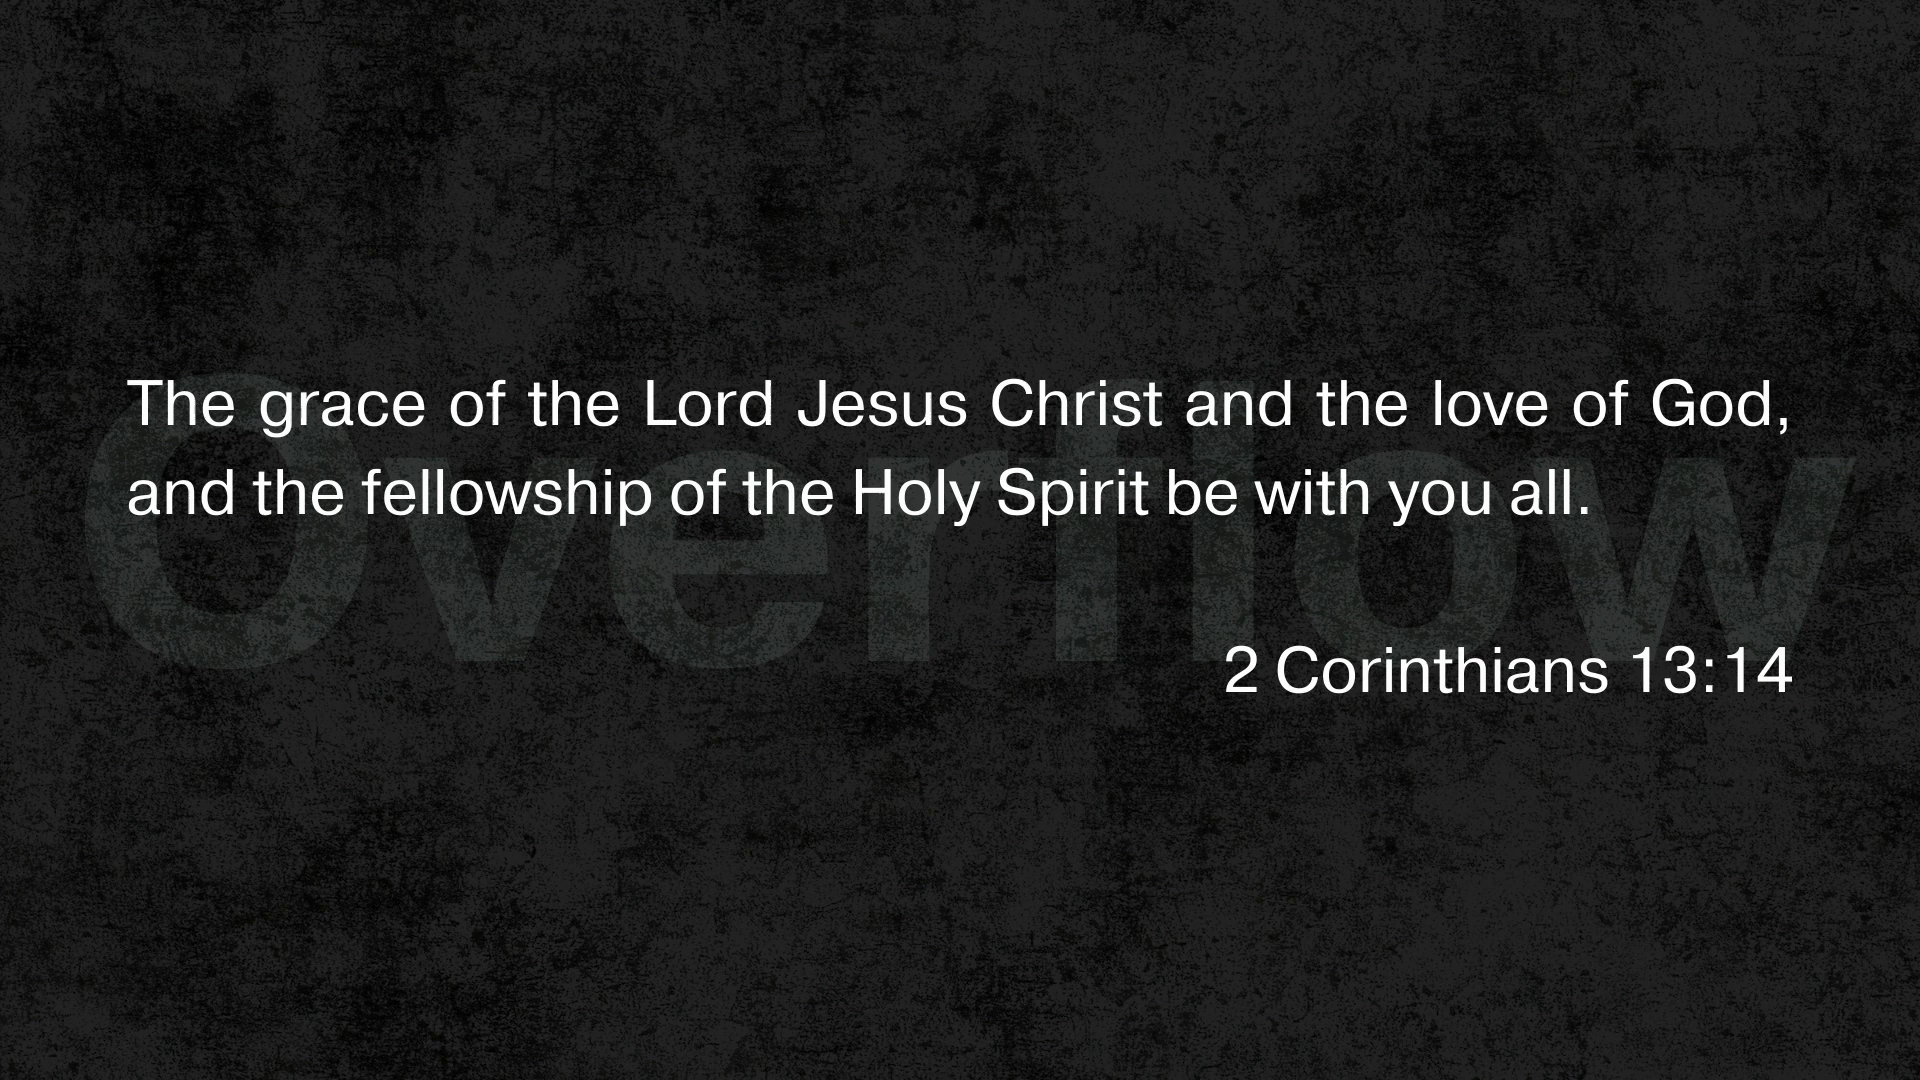 Overflow
The grace of the Lord Jesus Christ and the love of God,
and the fellowship of the Holy Spirit be with you all.
2 Corinthians 13:14